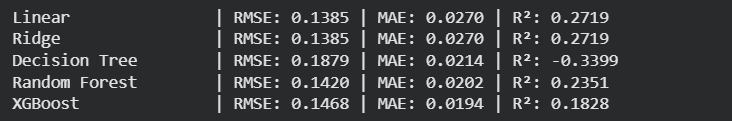 Linear | RMSE: 0.1385 | MAE: 0.0270 | R²: 0.2719
Ridge | RMSE: 0.1385 | MAE: 0.0270 | R²: 0.2719
Decision Tree | RMSE: 0.1879 | MAE: 0.0214 | R²: -0.3399
Random Forest | RMSE: 0.1420 | MAE: 0.0202 | R²: 0.2351
XGBoost | RMSE: 0.1468 | MAE: 0.0194 | R²: 0.1828